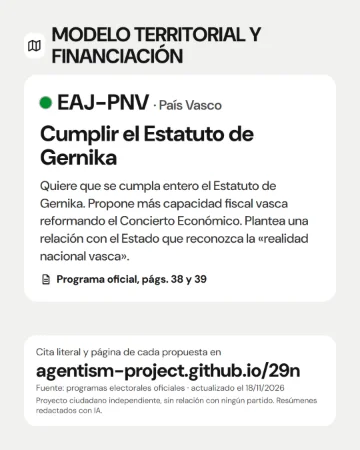 MODELO TERRITORIAL Y
FINANCIACIÓN
EAJ-PNV · País Vasco
Cumplir el Estatuto de
Gernika
Quiere que se cumpla entero el Estatuto de
Gernika. Propone más capacidad fiscal vasca
reformando el Concierto Económico. Plantea una
relación con el Estado que reconozca la «realidad
nacional vasca».
Programa oficial, págs. 38 y 39
Cita literal y página de cada propuesta en
agentism-project.github.io/29n
Fuente: programas electorales oficiales · actualizado el 18/11/2026
Proyecto ciudadano independiente, sin relación con ningún partido. Resúmenes
redactados con IA.